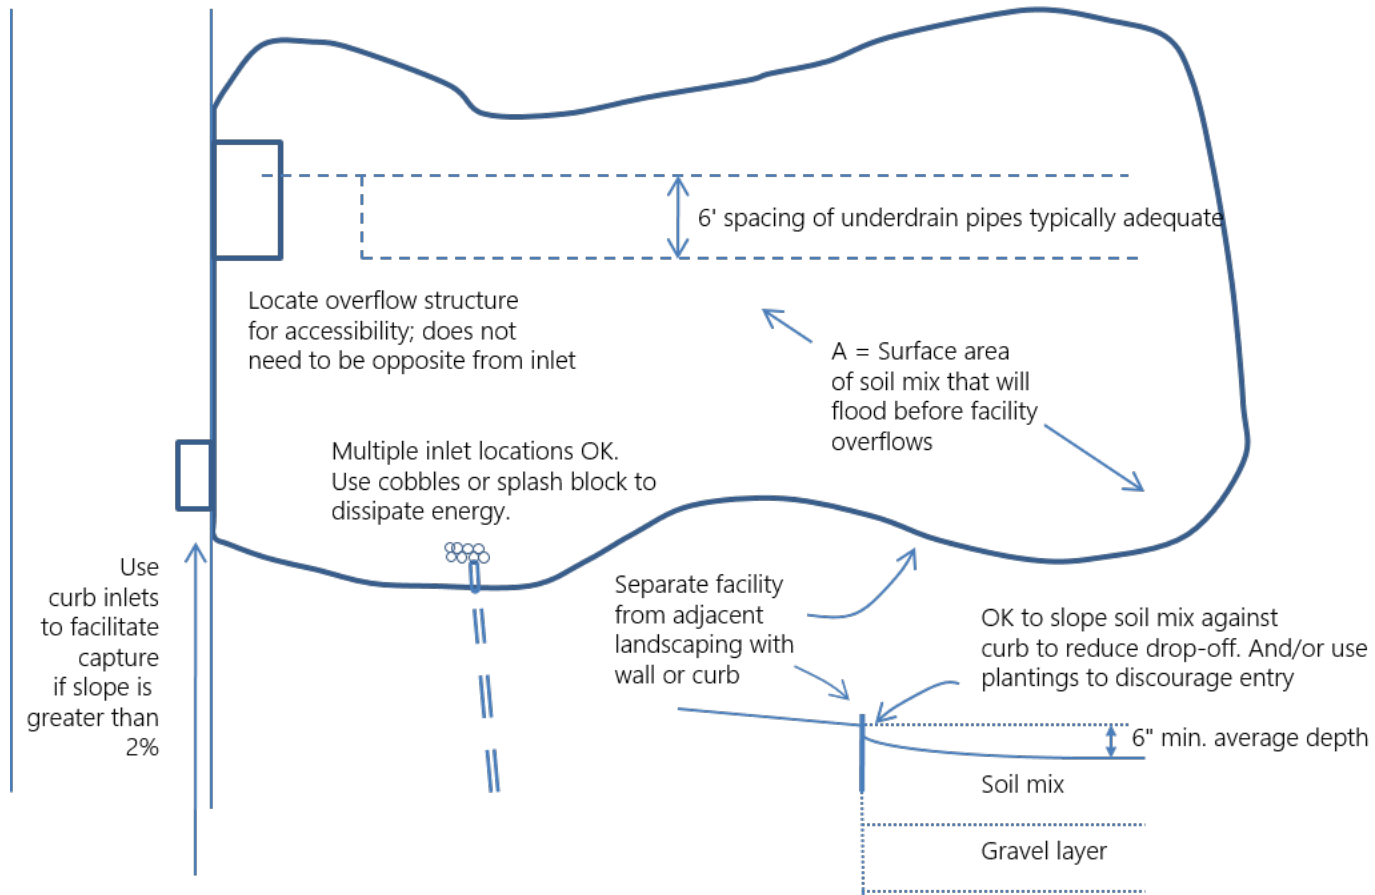 6' spacing of underdrain pipes typically adequate
Locate overflow structure
for accessibility; does not
need to be opposite from inlet
A = Surface area
of soil mix that will
flood before facility
overflows
Multiple inlet locations OK.
Use cobbles or splash block to
dissipate energy.
Use
curb inlets
to facilitate
capture
if slope is
greater than
2%
Separate facility
from adjacent
landscaping with
wall or curb
OK to slope soil mix against
curb to reduce drop-off. And/or use
plantings to discourage entry
6" min. average depth
Soil mix
Gravel layer